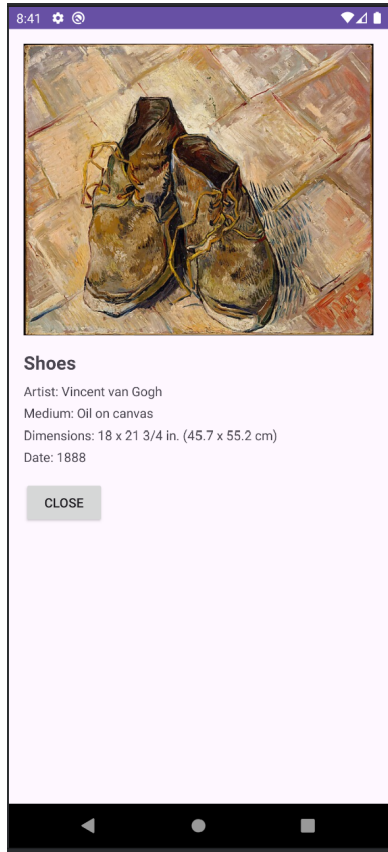 8:41
Shoes
Artist: Vincent van Gogh
Medium: Oil on canvas
Dimensions: 18 x 21 3/4 in. (45.7 x 55.2 cm)
Date: 1888
CLOSE